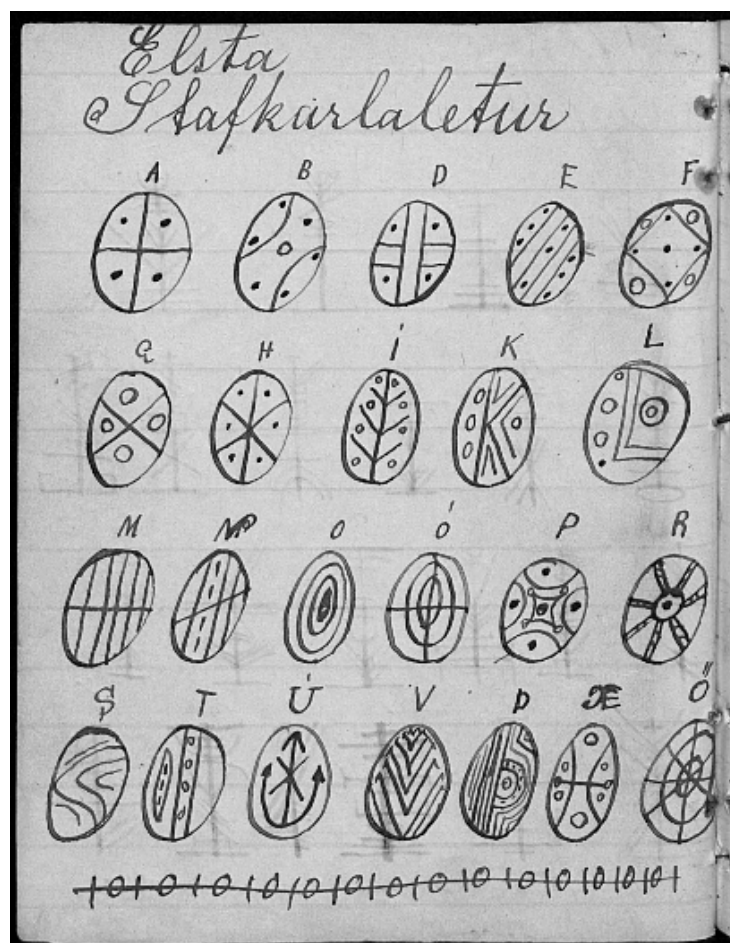 Elsta
Stafkarlaletur
A B D E F
G H Í K L
M N O Ó P R
S T Ú V Þ Æ Ö